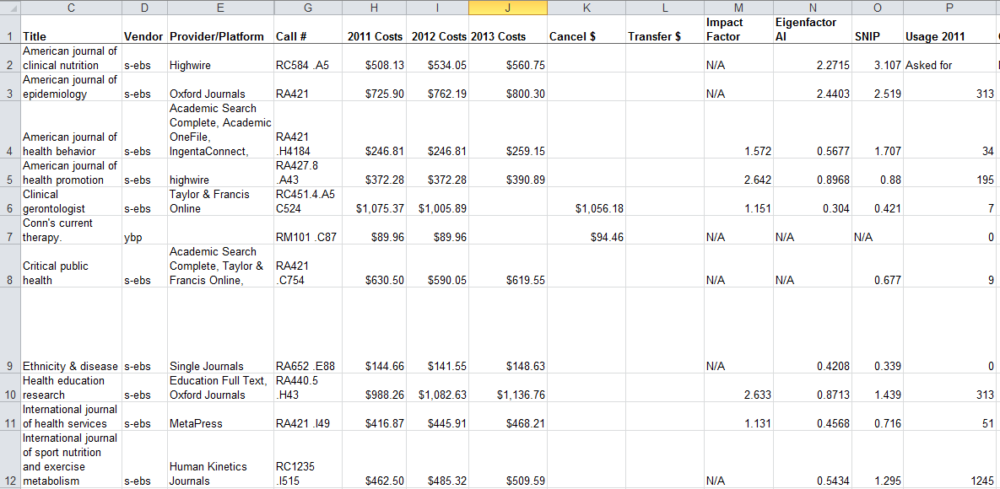 C D E G H I J K L M N O P
1 Title Vendor Provider/Platform Call # 2011 Costs 2012 Costs 2013 Costs Cancel $ Transfer $ Impact Factor Eigenfactor AI SNIP Usage 2011
American journal of
2 clinical nutrition s-ebs Highwire RC584 .A5 $508.13 $534.05 $560.75 N/A 2.2715 3.107 Asked for
American journal of
3 epidemiology s-ebs Oxford Journals RA421 $725.90 $762.19 $800.30 N/A 2.4403 2.519 313
Academic Search
Complete, Academic
American journal of OneFile, RA421
4 health behavior s-ebs IngentaConnect, .H4184 $246.81 $246.81 $259.15 1.572 0.5677 1.707 34
American journal of RA427.8
5 health promotion s-ebs highwire .A43 $372.28 $372.28 $390.89 2.642 0.8968 0.88 195
Clinical Taylor & Francis RC451.4.A5
6 gerontologist s-ebs Online C524 $1,075.37 $1,005.89 $1,056.18 1.151 0.304 0.421 7
Conn's current
7 therapy. ybp RM101 .C87 $89.96 $89.96 $94.46 N/A N/A N/A 0
Academic Search
Critical public Complete, Taylor & RA421
8 health s-ebs Francis Online, .C754 $630.50 $590.05 $619.55 N/A N/A 0.677 9
9 Ethnicity & disease s-ebs Single Journals RA652 .E88 $144.66 $141.55 $148.63 N/A 0.4208 0.339 0
Health education Education Full Text, RA440.5
10 research s-ebs Oxford Journals .H43 $988.26 $1,082.63 $1,136.76 2.633 0.8713 1.439 313
International journal
11 of health services s-ebs MetaPress RA421 .I49 $416.87 $445.91 $468.21 1.131 0.4568 0.716 51
International journal
of sport nutrition
and exercise Human Kinetics RC1235
12 metabolism s-ebs Journals .I515 $462.50 $485.32 $509.59 N/A 0.5434 1.295 1245